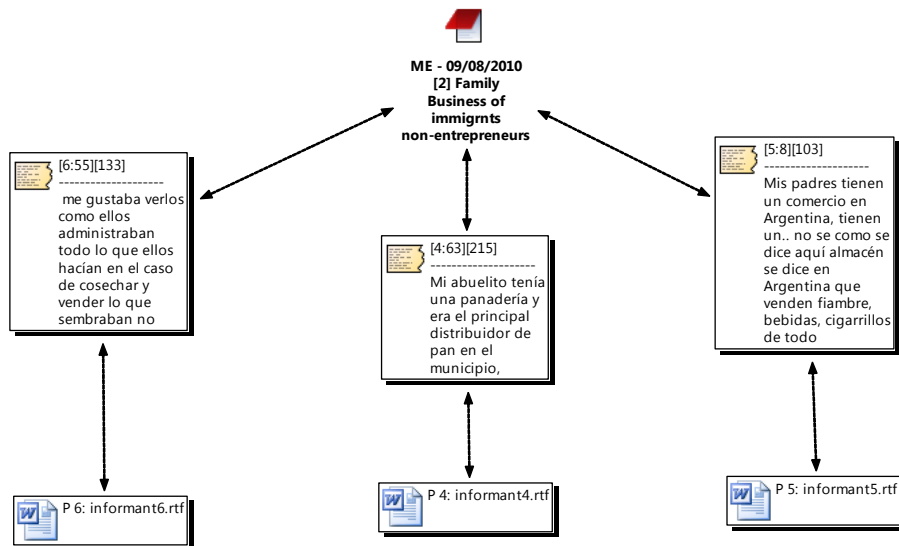 ME - 09/08/2010
[2] Family
Business of
immigrnts
non-entrepreneurs
[6:55][133]
--------------------
me gustaba verlos
como ellos
administraban
todo lo que ellos
hacían en el caso
de cosechar y
vender lo que
sembraban no
[4:63][215]
--------------------
Mi abuelito tenía
una panadería y
era el principal
distribuidor de
pan en el
municipio,
[5:8][103]
--------------------
Mis padres tienen
un comercio en
Argentina, tienen
un.. no se como se
dice aquí almacén
se dice en
Argentina que
venden fiambre,
bebidas, cigarrillos
de todo
P 6: informant6.rtf
P 4: informant4.rtf
P 5: informant5.rtf